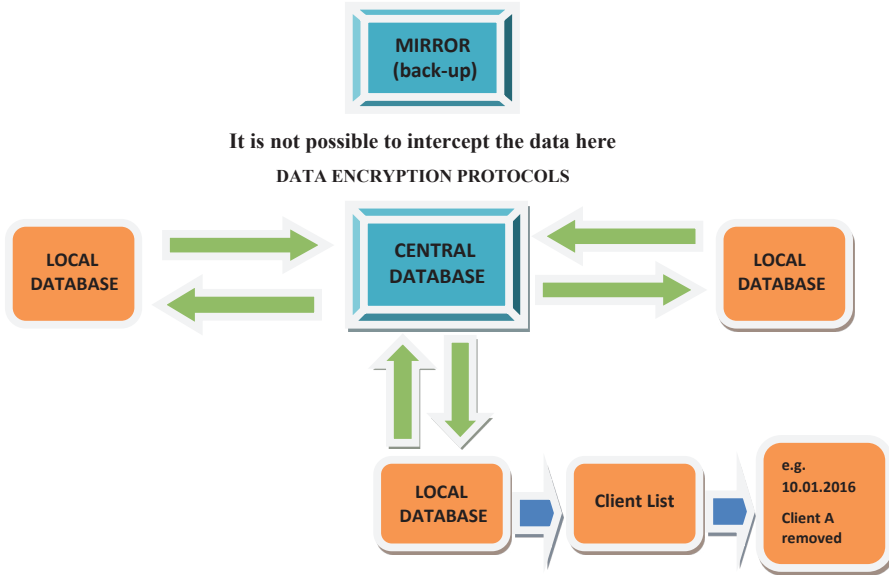 MIRROR
(back-up)
It is not possible to intercept the data here
DATA ENCRYPTION PROTOCOLS
LOCAL
DATABASE
CENTRAL
DATABASE
LOCAL
DATABASE
LOCAL
DATABASE
Client List
e.g.
10.01.2016
Client A
removed